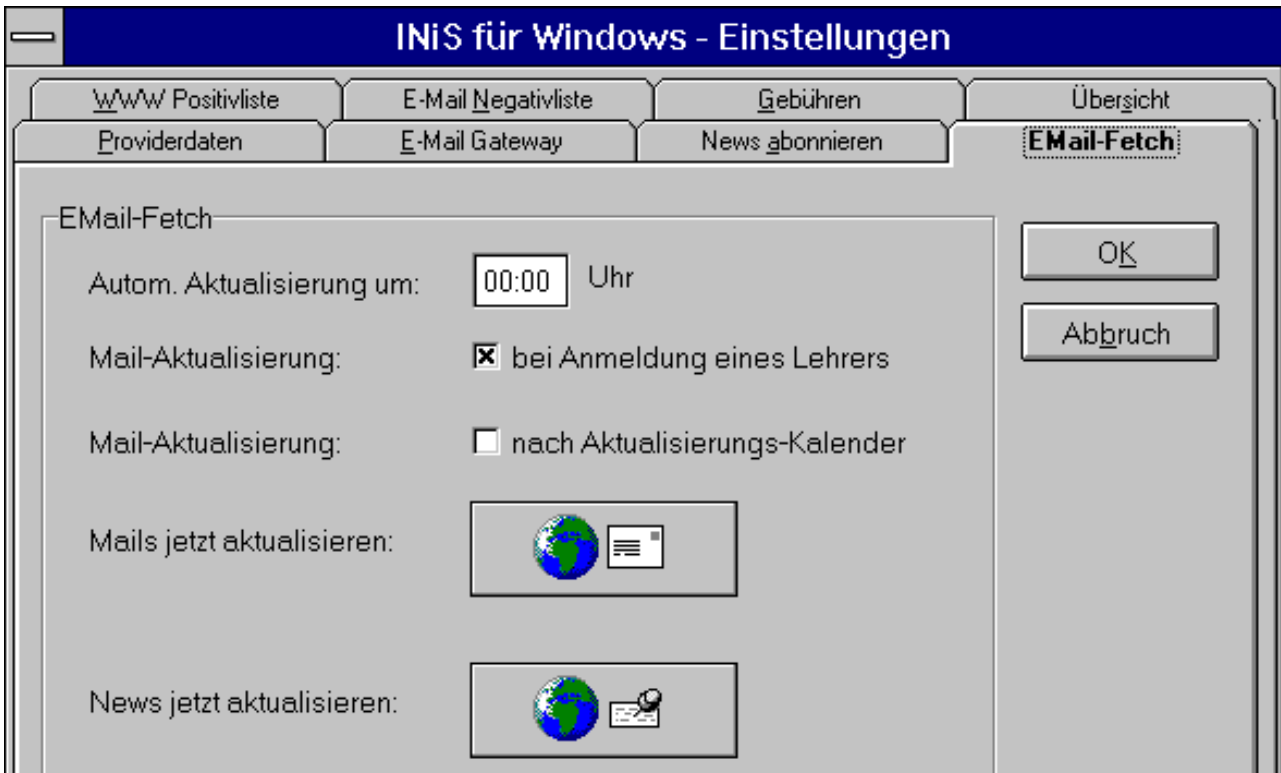 INiS für Windows - Einstellungen
WWW Positivliste E-Mail Negativliste Gebühren Übersicht
Providerdaten E-Mail Gateway News abonnieren EMail-Fetch
EMail-Fetch
Autom. Aktualisierung um: 00:00 Uhr
OK
Abbruch
Mail-Aktualisierung: bei Anmeldung eines Lehrers
Mail-Aktualisierung: nach Aktualisierungs-Kalender
Mails jetzt aktualisieren:
News jetzt aktualisieren: